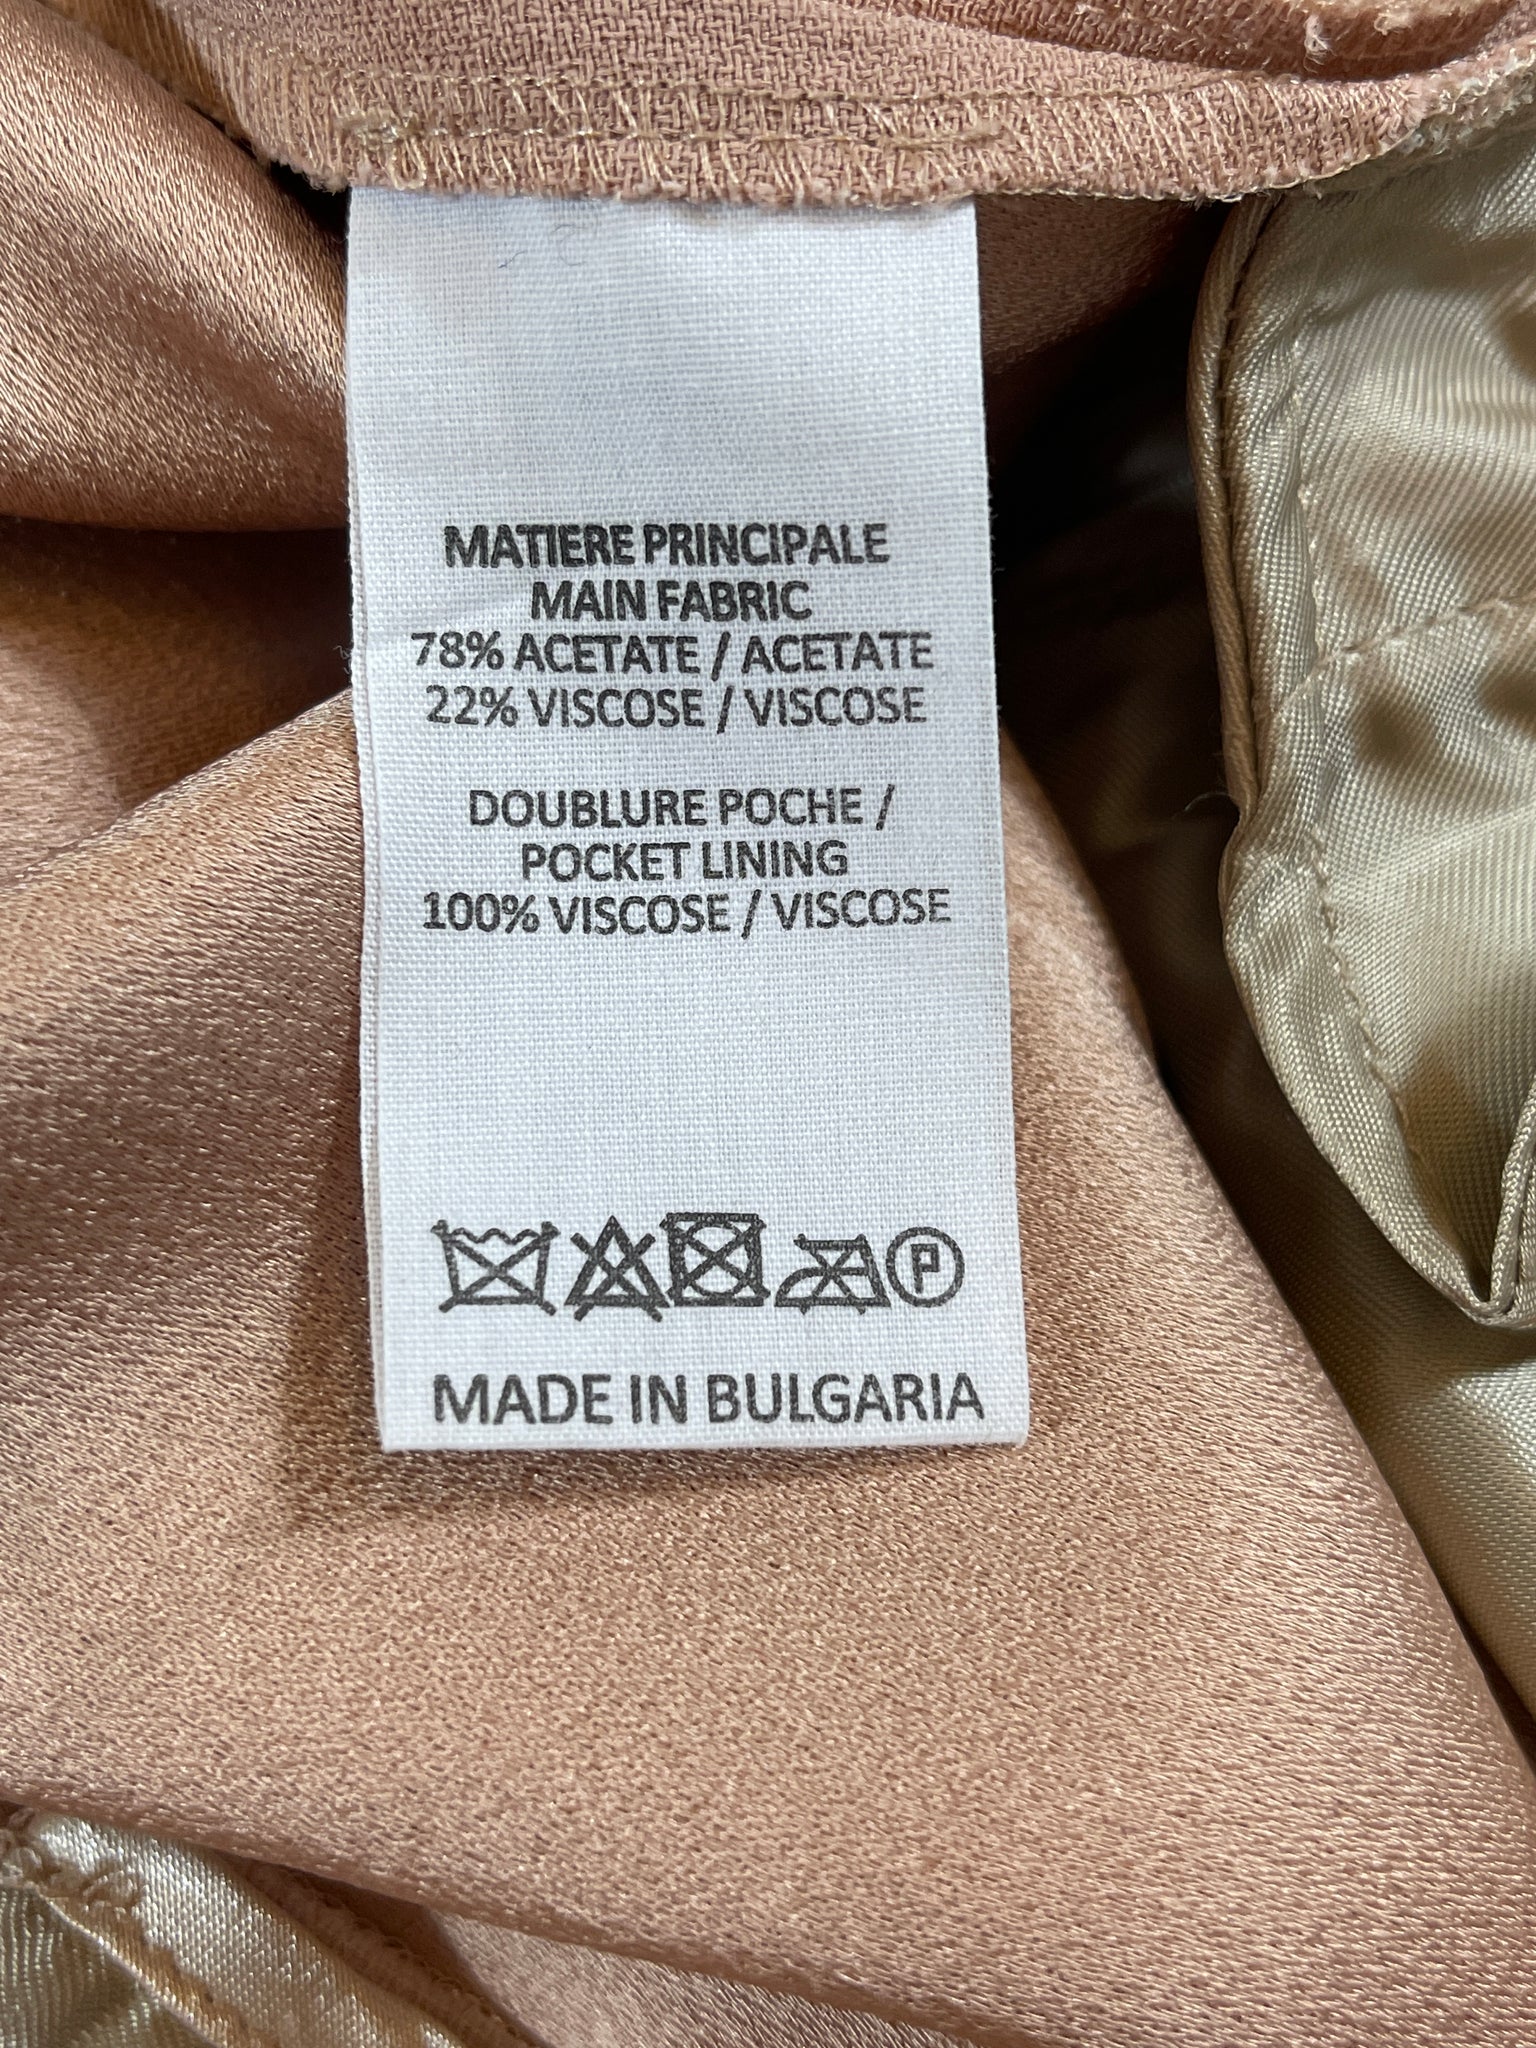 MATIERE PRINCIPALE
MAIN FABRIC
78% ACETATE / ACETATE
22% VISCOSE / VISCOSE
DOUBLURE POCHE /
POCKET LINING
100% VISCOSE / VISCOSE
P
MADE IN BULGARIA